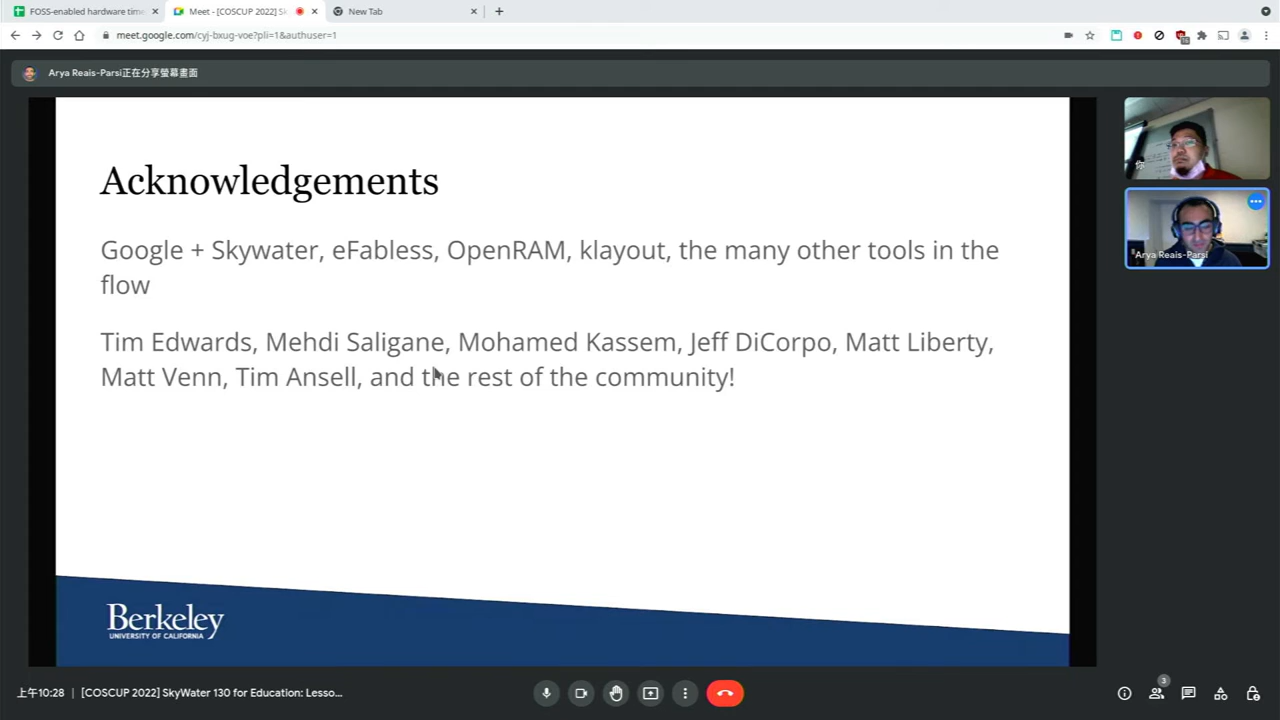 FOSS-enabled hardware time
Meet - [COSCUP 2022] Sk
New Tab
meet.google.com/cyj-bxug-voe?pli=1&authuser=1
Arya Reais-Parsi正在分享螢幕畫面
Acknowledgements
Google + Skywater, eFabless, OpenRAM, klayout, the many other tools in the
flow
Tim Edwards, Mehdi Saligane, Mohamed Kassem, Jeff DiCorpo, Matt Liberty,
Matt Venn, Tim Ansell, and the rest of the community!
Berkeley
UNIVERSITY OF CALIFORNIA
你
Arya Reais-Parsi
上午10:28 | [COSCUP 2022] SkyWater 130 for Education: Lesso...
3